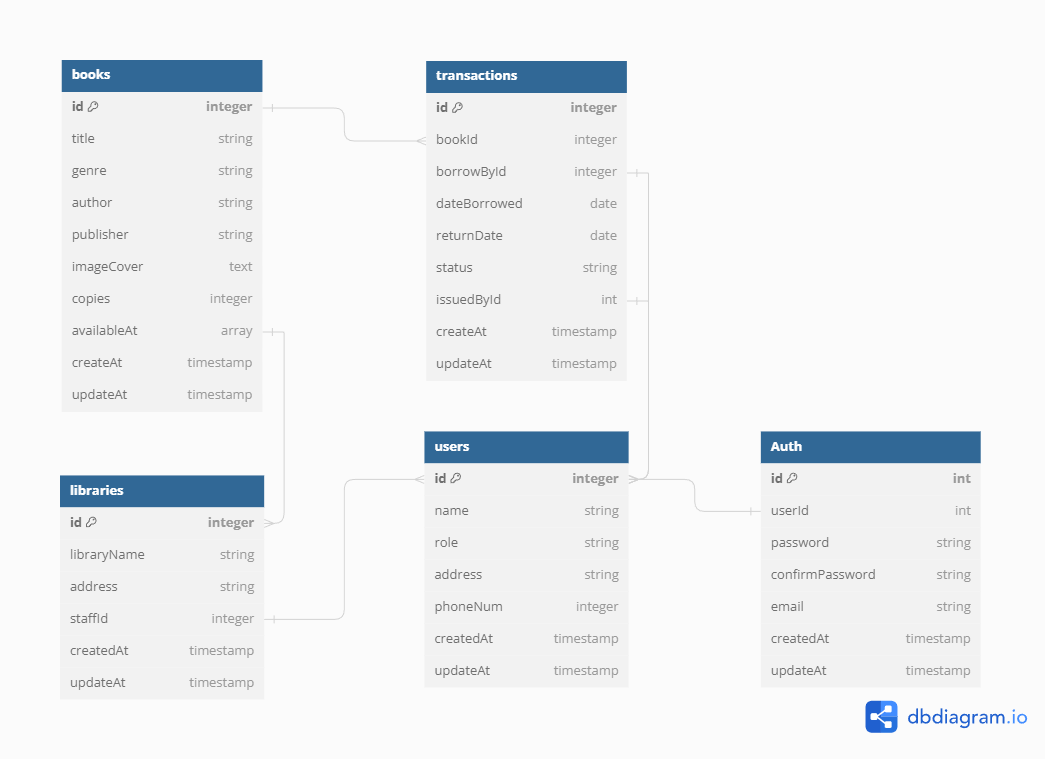 books
id integer
title string
genre string
author string
publisher string
imageCover text
copies integer
availableAt array
createAt timestamp
updateAt timestamp
transactions
id integer
bookId integer
borrowById integer
dateBorrowed date
returnDate date
status string
issuedById int
createAt timestamp
updateAt timestamp
libraries
id integer
libraryName string
address string
staffId integer
createdAt timestamp
updateAt timestamp
users
id integer
name string
role string
address string
phoneNum integer
createdAt timestamp
updateAt timestamp
Auth
id int
userId int
password string
confirmPassword string
email string
createdAt timestamp
updateAt timestamp
dbdiagram.io